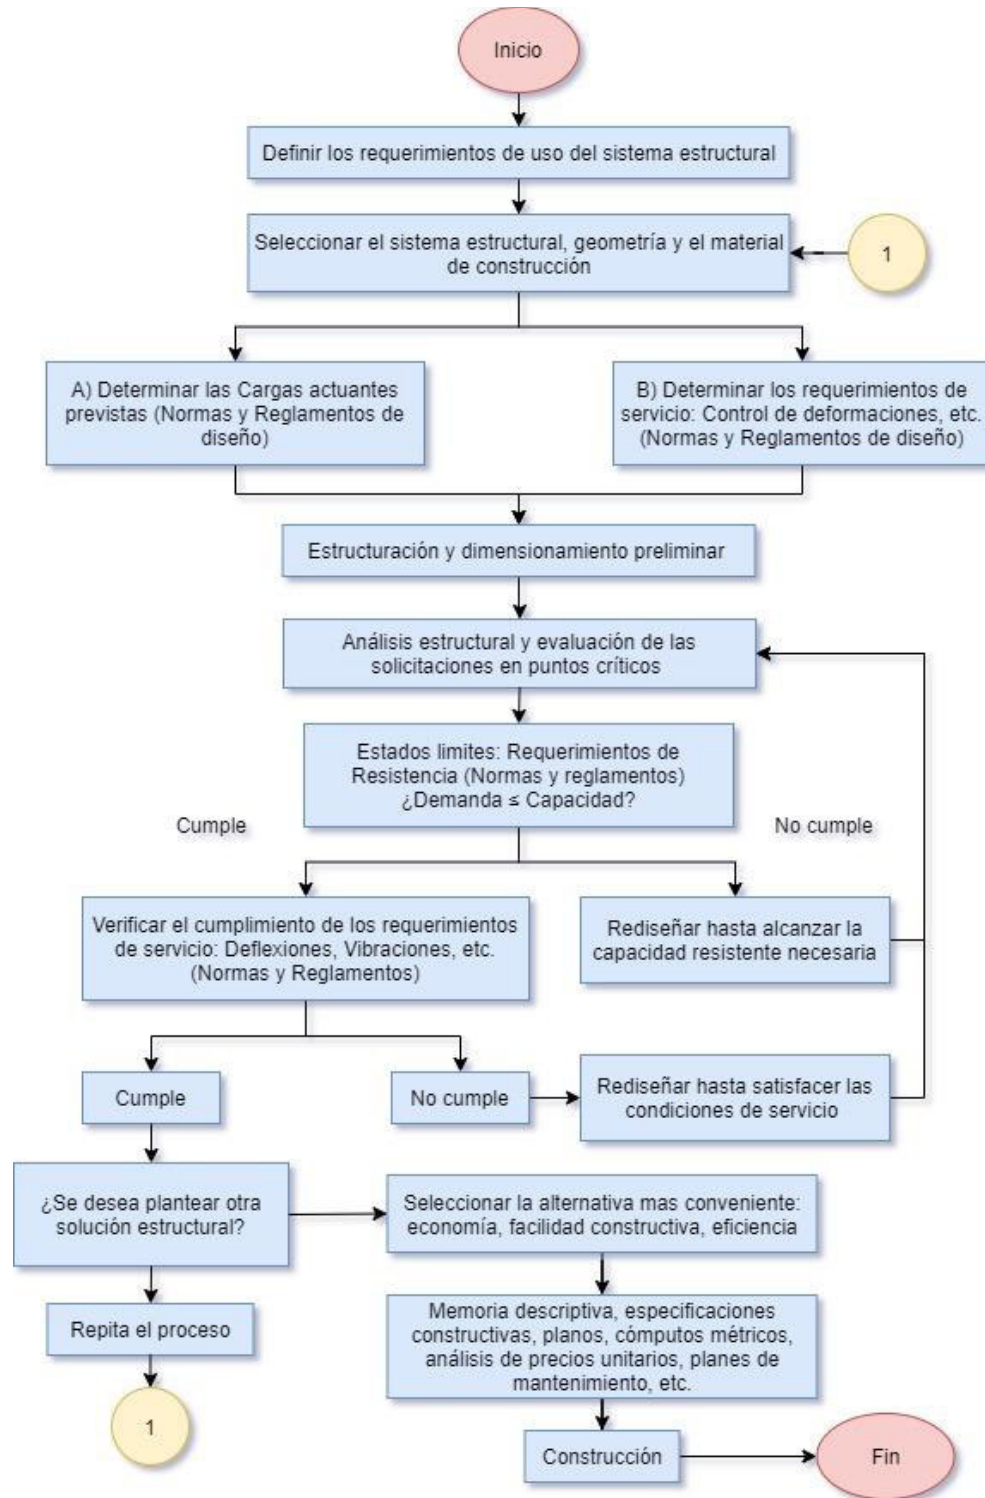 Inicio
Definir los requerimientos de uso del sistema estructural
Seleccionar el sistema estructural, geometría y el material
de construcción
1
A) Determinar las Cargas actuantes
previstas (Normas y Reglamentos de
diseño)
B) Determinar los requerimientos de
servicio: Control de deformaciones, etc.
(Normas y Reglamentos de diseño)
Estructuración y dimensionamiento preliminar
Análisis estructural y evaluación de las
solicitaciones en puntos críticos
Estados limites: Requerimientos de
Resistencia (Normas y reglamentos)
¿Demanda ≤ Capacidad?
Cumple
No cumple
Verificar el cumplimiento de los requerimientos
de servicio: Deflexiones, Vibraciones, etc.
(Normas y Reglamentos)
Rediseñar hasta alcanzar la
capacidad resistente necesaria
Cumple
No cumple
Rediseñar hasta satisfacer las
condiciones de servicio
¿Se desea plantear otra
solución estructural?
Seleccionar la alternativa mas conveniente:
economía, facilidad constructiva, eficiencia
Repita el proceso
Memoria descriptiva, especificaciones
constructivas, planos, cómputos métricos,
análisis de precios unitarios, planes de
mantenimiento, etc.
1
Construcción
Fin